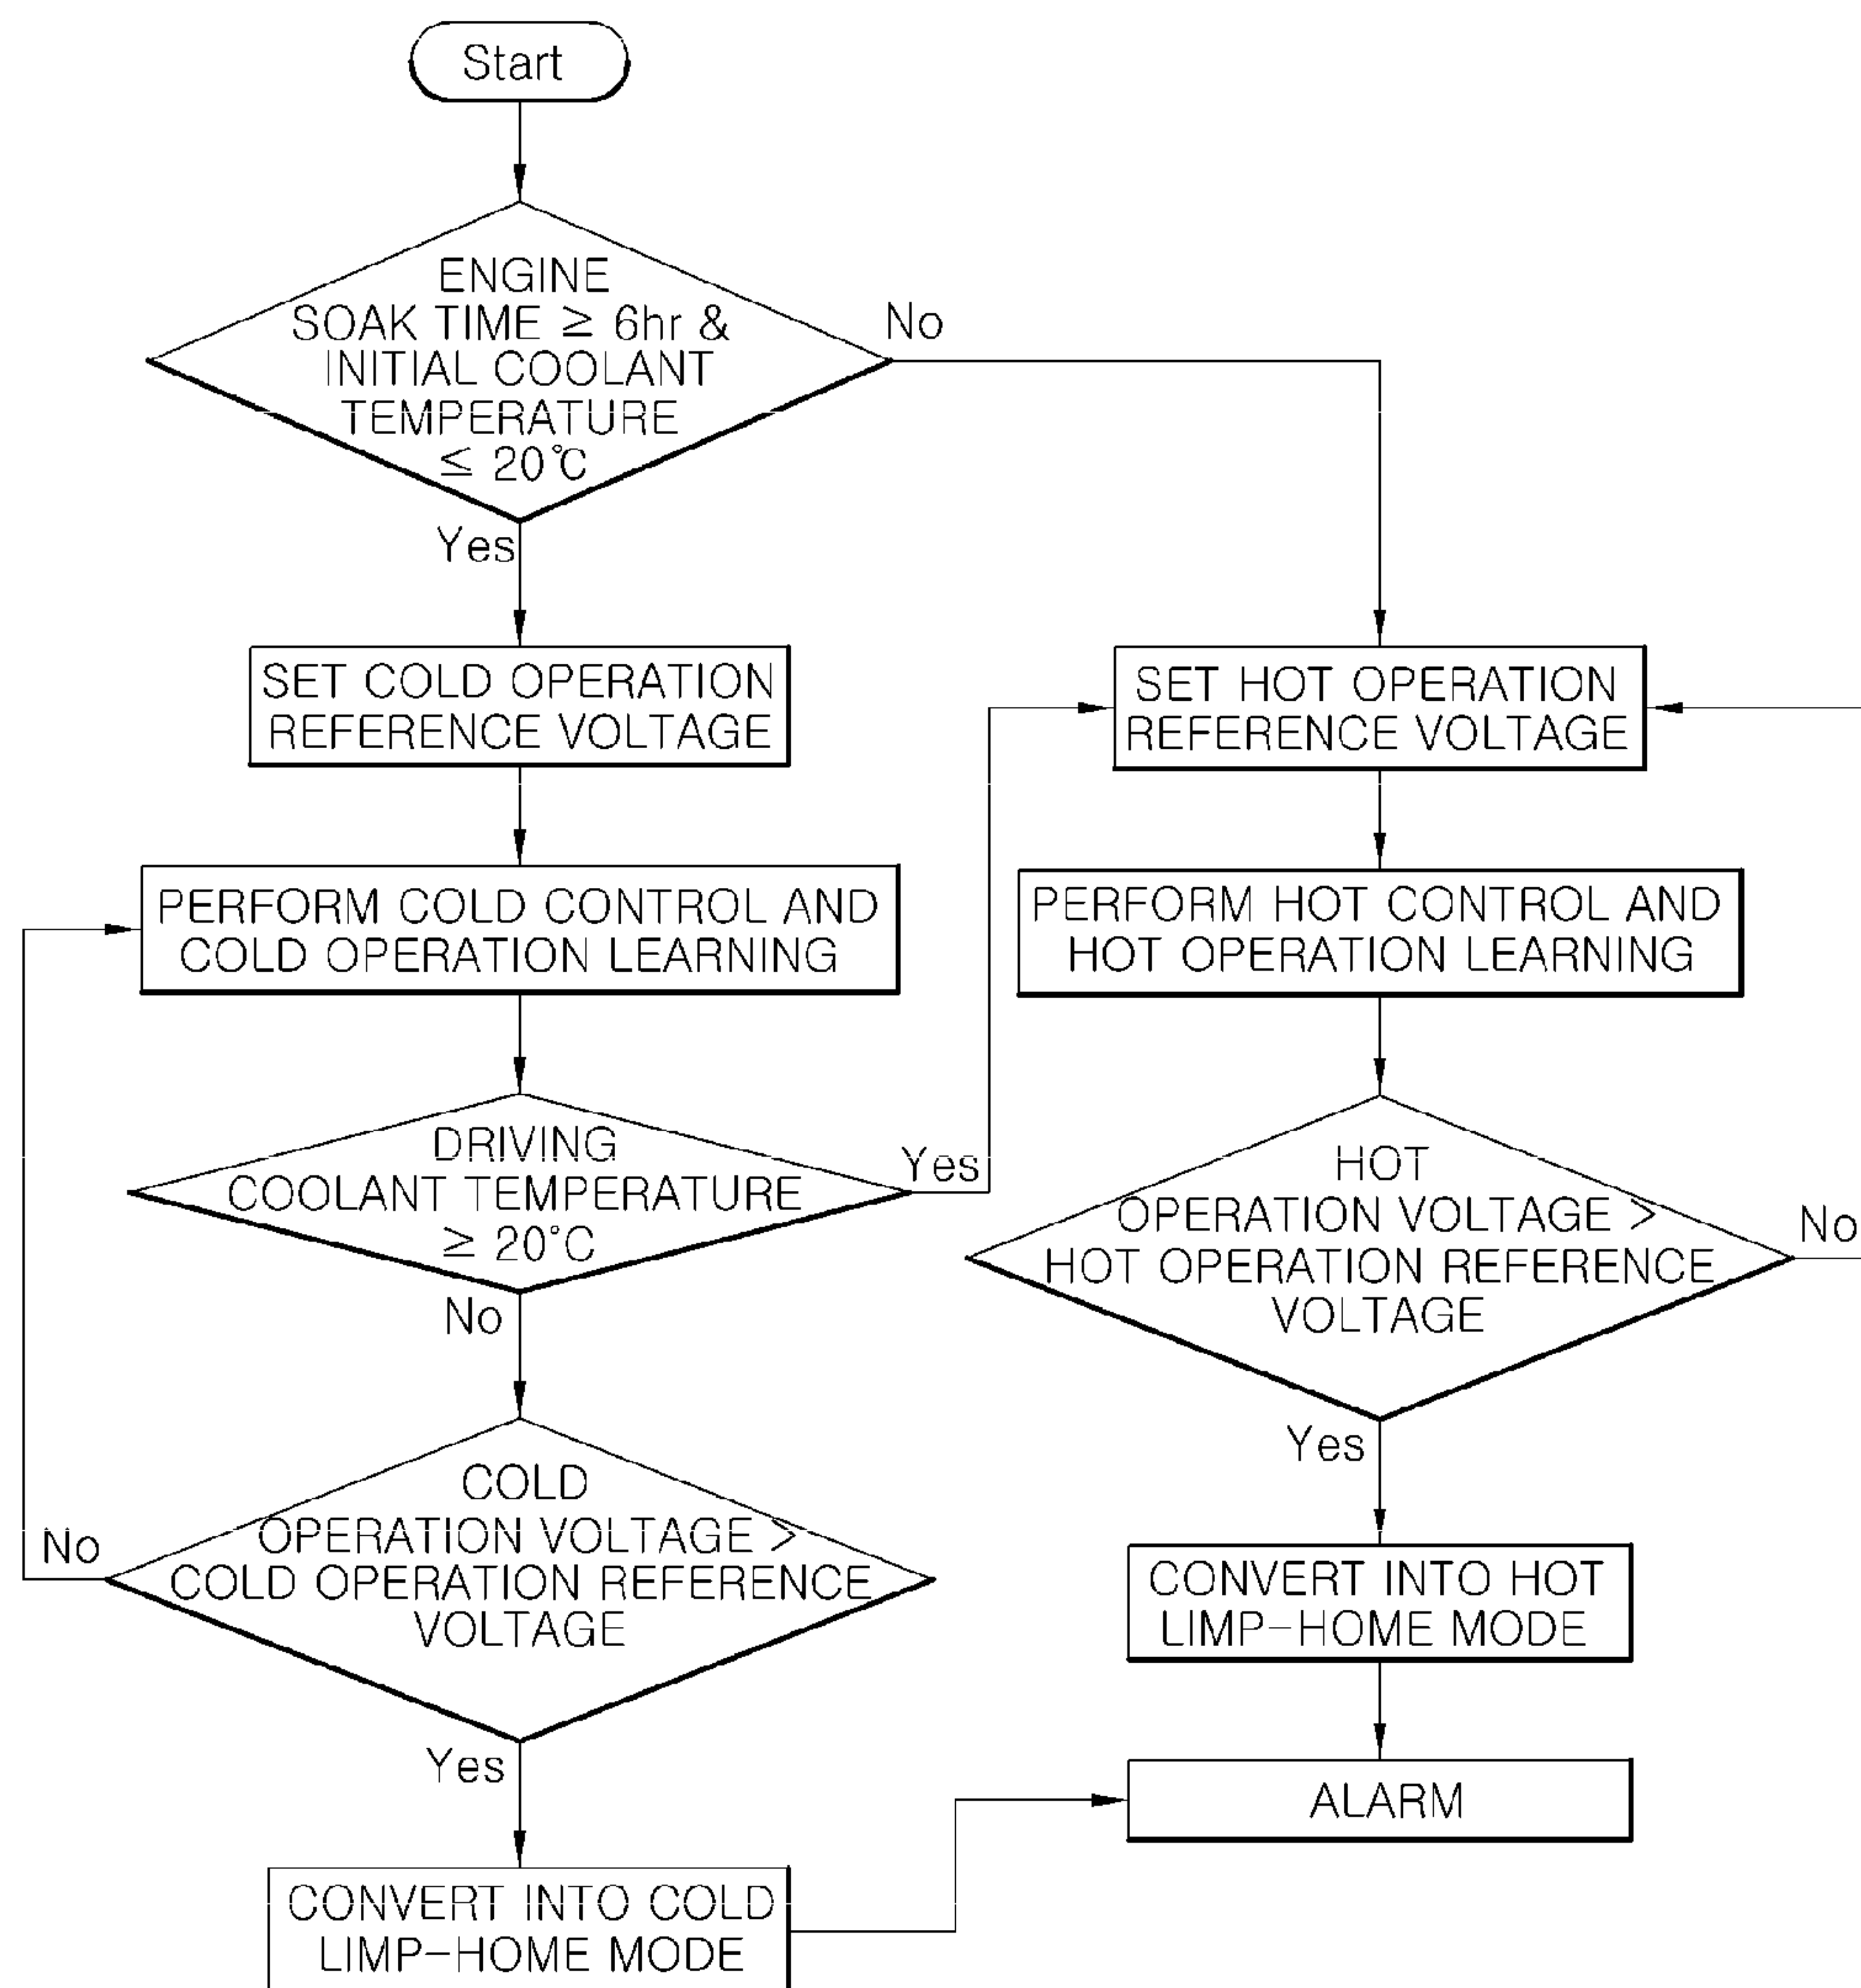 Start
ENGINE
SOAK TIME ≥ 6hr &
INITIAL COOLANT
TEMPERATURE
≤ 20℃
No
Yes
SET COLD OPERATION
REFERENCE VOLTAGE
SET HOT OPERATION
REFERENCE VOLTAGE
PERFORM COLD CONTROL AND
COLD OPERATION LEARNING
PERFORM HOT CONTROL AND
HOT OPERATION LEARNING
DRIVING
COOLANT TEMPERATURE
≥ 20°C
Yes
No
HOT
OPERATION VOLTAGE >
HOT OPERATION REFERENCE
VOLTAGE
No
Yes
COLD
OPERATION VOLTAGE >
COLD OPERATION REFERENCE
VOLTAGE
No
Yes
CONVERT INTO HOT
LIMP-HOME MODE
ALARM
CONVERT INTO COLD
LIMP-HOME MODE